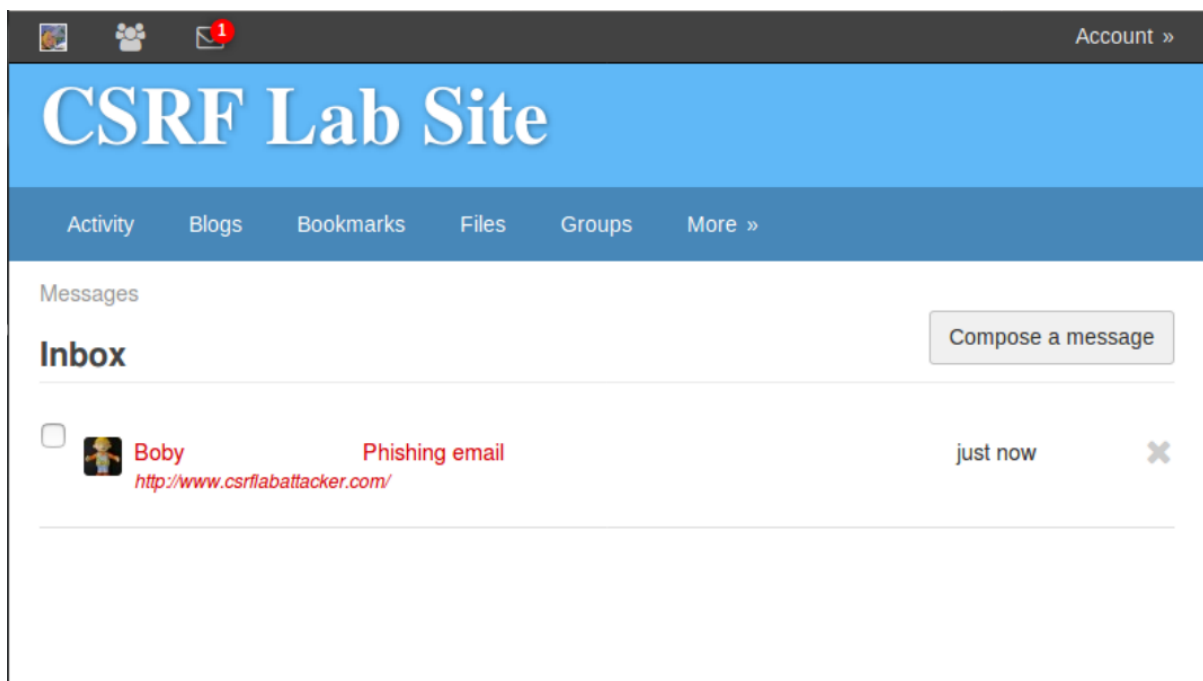 1
Account »
CSRF Lab Site
Activity Blogs Bookmarks Files Groups More »
Messages
Inbox
Compose a message
Boby Phishing email just now
http://www.csrflabattacker.com/